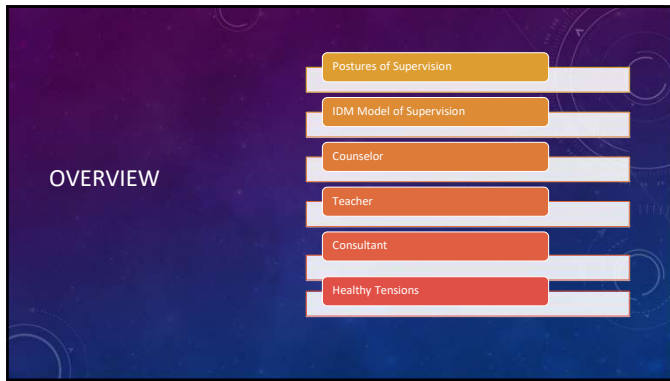 OVERVIEW
Postures of Supervision
IDM Model of Supervision
Counselor
Teacher
Consultant
Healthy Tensions